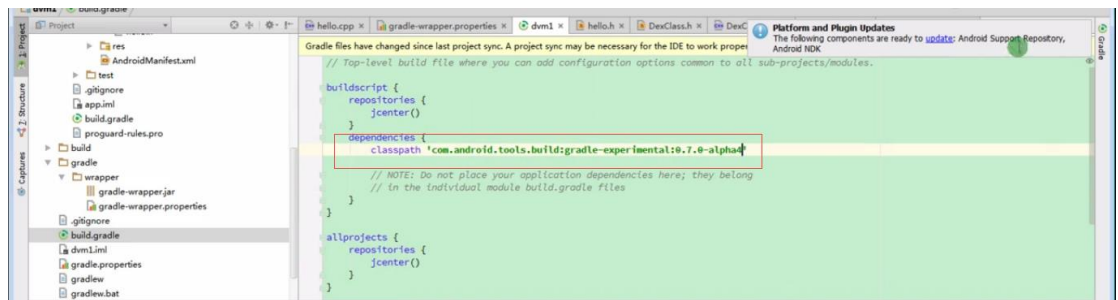 dvm1 build.gradle
1: Project
Project
hello.cpp
gradle-wrapper.properties
dvm1
hello.h
DexClass.h
DexC
Platform and Plugin Updates
The following components are ready to update: Android Support Repository,
Android NDK
Gradle
Gradle files have changed since last project sync. A project sync may be necessary for the IDE to work proper
res
AndroidManifest.xml
test
.gitignore
app.iml
build.gradle
proguard-rules.pro
build
gradle
wrapper
gradle-wrapper.jar
gradle-wrapper.properties
.gitignore
build.gradle
dvm1.iml
gradle.properties
gradlew
gradlew.bat
2: Structure
Captures
// Top-level build file where you can add configuration options common to all sub-projects/modules.
buildscript {
repositories {
jcenter()
}
dependencies {
classpath 'com.android.tools.build:gradle-experimental:0.7.0-alpha4'
// NOTE: Do not place your application dependencies here; they belong
// in the individual module build.gradle files
}
}
allprojects {
repositories {
jcenter()
}
}